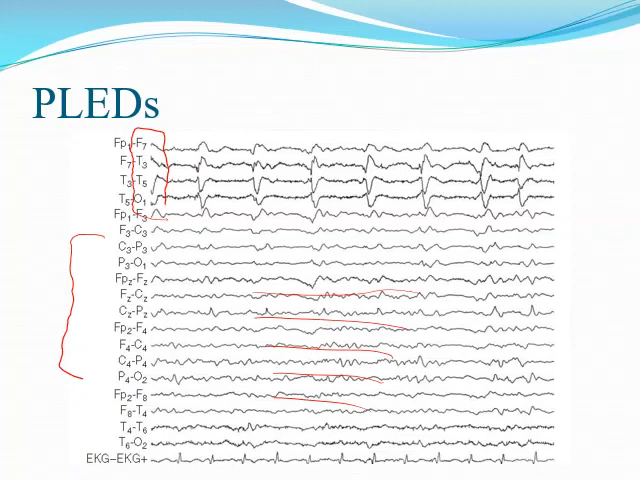 PLEDs
Fp1-F7
F7-T3
T3-T5
T5-O1
Fp1-F3
F3-C3
C3-P3
P3-O1
Fpz-Fz
Fz-Cz
Cz-Pz
Fp2-F4
F4-C4
C4-P4
P4-O2
Fp2-F8
F8-T4
T4-T6
T6-O2
EKG–EKG+